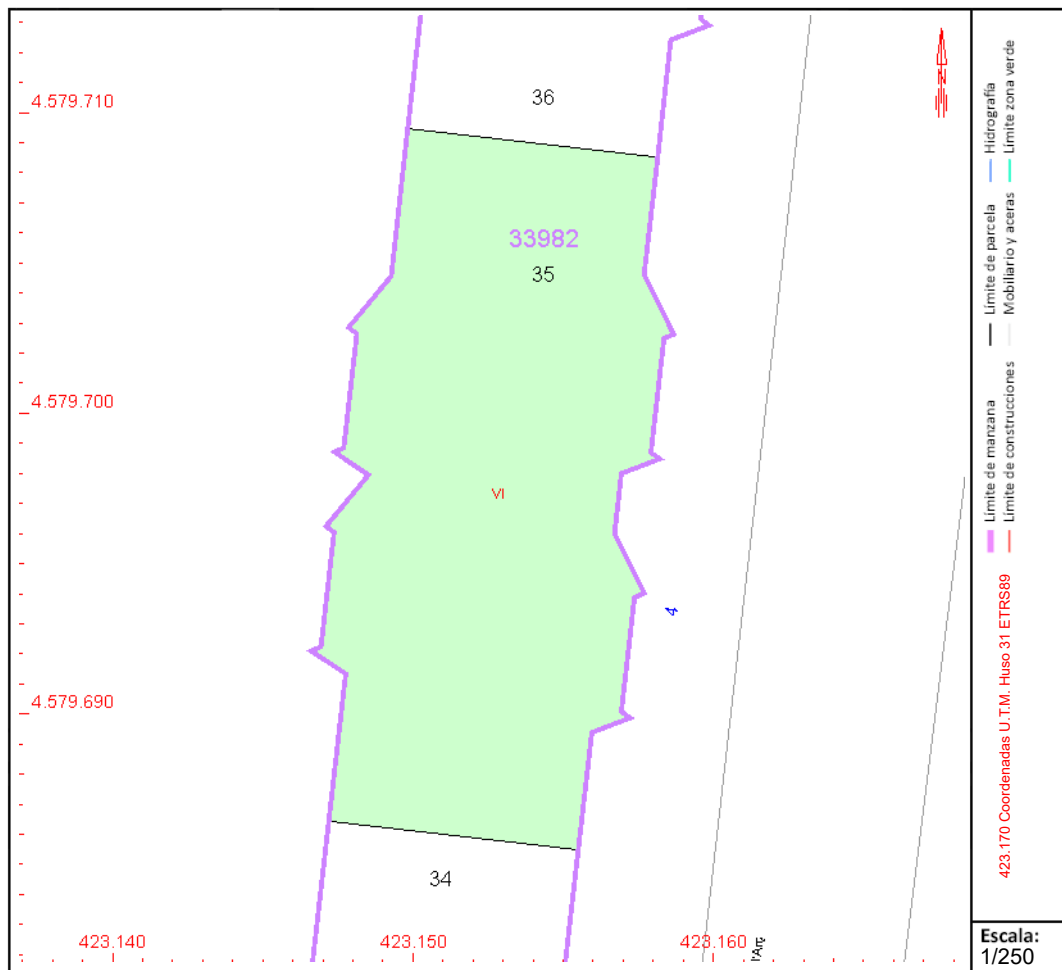 4.579.710
36
33982
35
4.579.700
VI
4
4.579.690
34
423.140
423.150
423.160
l'Arq
N
Hidrografía
Límite zona verde
Límite de parcela
Mobiliario y aceras
Límite de manzana
Límite de construcciones
423.170 Coordenadas U.T.M. Huso 31 ETRS89
Escala:
1/250